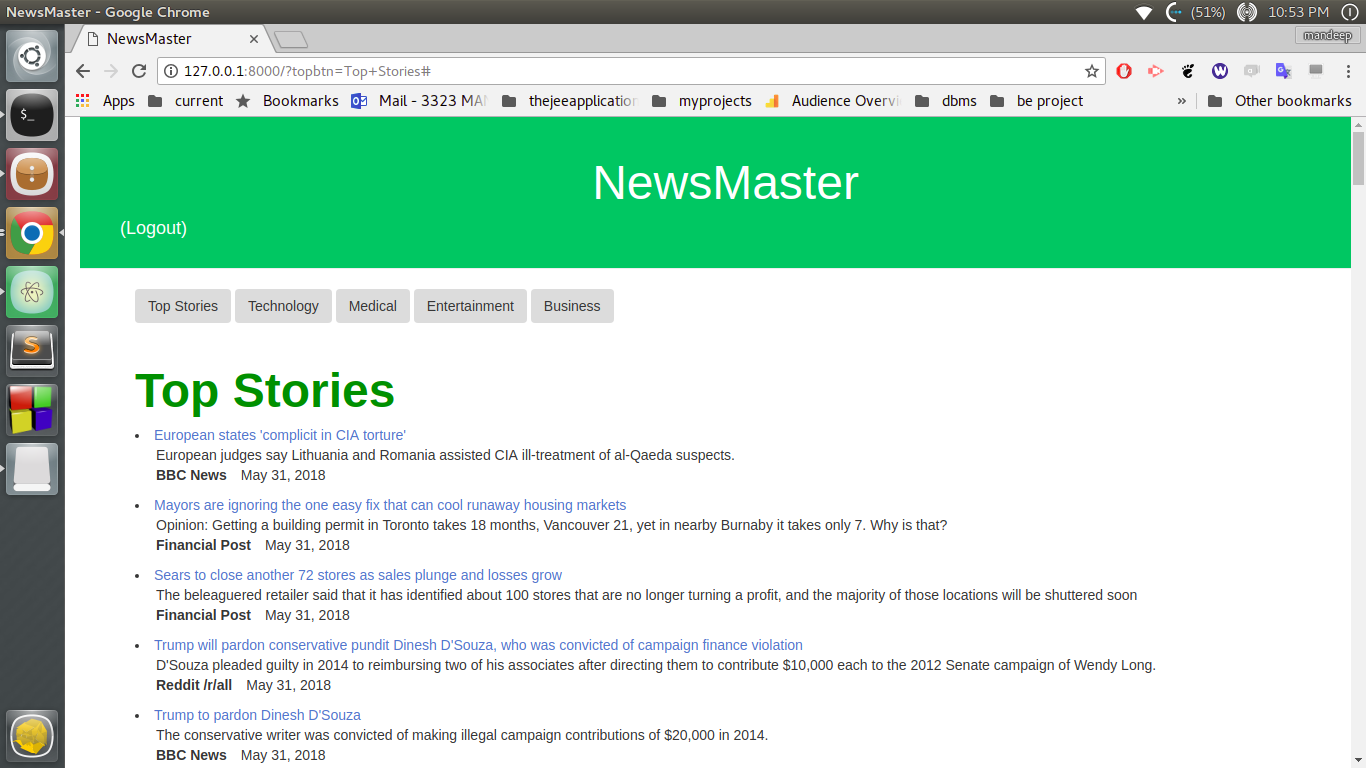 NewsMaster - Google Chrome
(51%)
10:53 PM
NewsMaster
mandeep
127.0.0.1:8000/?topbtn=Top+Stories#
Apps
current
Bookmarks
Mail - 3323 MAN
thejeeapplication
myprojects
Audience Overvi
dbms
be project
»
Other bookmarks
NewsMaster
(Logout)
Top Stories
Technology
Medical
Entertainment
Business
Top Stories
• European states 'complicit in CIA torture'
European judges say Lithuania and Romania assisted CIA ill-treatment of al-Qaeda suspects.
BBC News May 31, 2018
• Mayors are ignoring the one easy fix that can cool runaway housing markets
Opinion: Getting a building permit in Toronto takes 18 months, Vancouver 21, yet in nearby Burnaby it takes only 7. Why is that?
Financial Post May 31, 2018
• Sears to close another 72 stores as sales plunge and losses grow
The beleaguered retailer said that it has identified about 100 stores that are no longer turning a profit, and the majority of those locations will be shuttered soon
Financial Post May 31, 2018
• Trump will pardon conservative pundit Dinesh D'Souza, who was convicted of campaign finance violation
D'Souza pleaded guilty in 2014 to reimbursing two of his associates after directing them to contribute $10,000 each to the 2012 Senate campaign of Wendy Long.
Reddit /r/all May 31, 2018
• Trump to pardon Dinesh D'Souza
The conservative writer was convicted of making illegal campaign contributions of $20,000 in 2014.
BBC News May 31, 2018